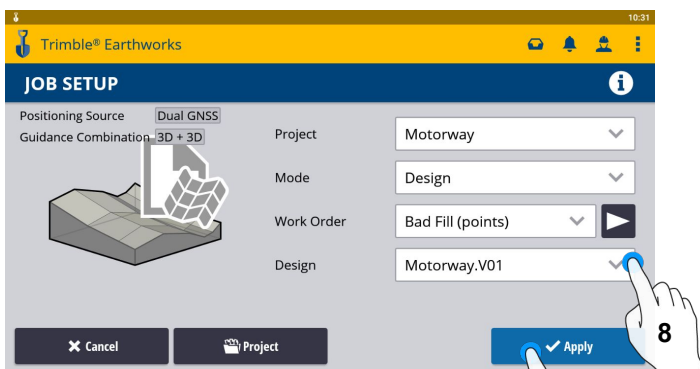 10:31
Trimble® Earthworks
JOB SETUP
Positioning Source Dual GNSS
Guidance Combination 3D + 3D
Project Motorway
Mode Design
Work Order Bad Fill (points)
Design Motorway.V01
8
Cancel Project Apply